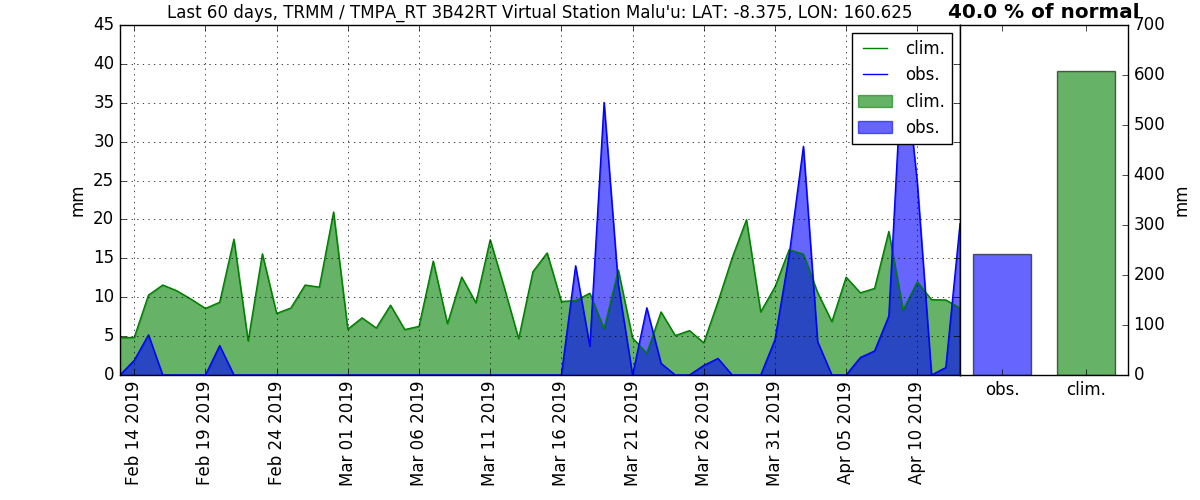 Last 60 days, TRMM / TMPA_RT 3B42RT Virtual Station Malu'u: LAT: -8.375, LON: 160.625
40.0 % of normal
45
40
35
30
25
20
15
10
5
0
mm
clim.
obs.
clim.
obs.
700
600
500
400
300
200
100
0
mm
obs.
clim.
Feb 14 2019
Feb 19 2019
Feb 24 2019
Mar 01 2019
Mar 06 2019
Mar 11 2019
Mar 16 2019
Mar 21 2019
Mar 26 2019
Mar 31 2019
Apr 05 2019
Apr 10 2019